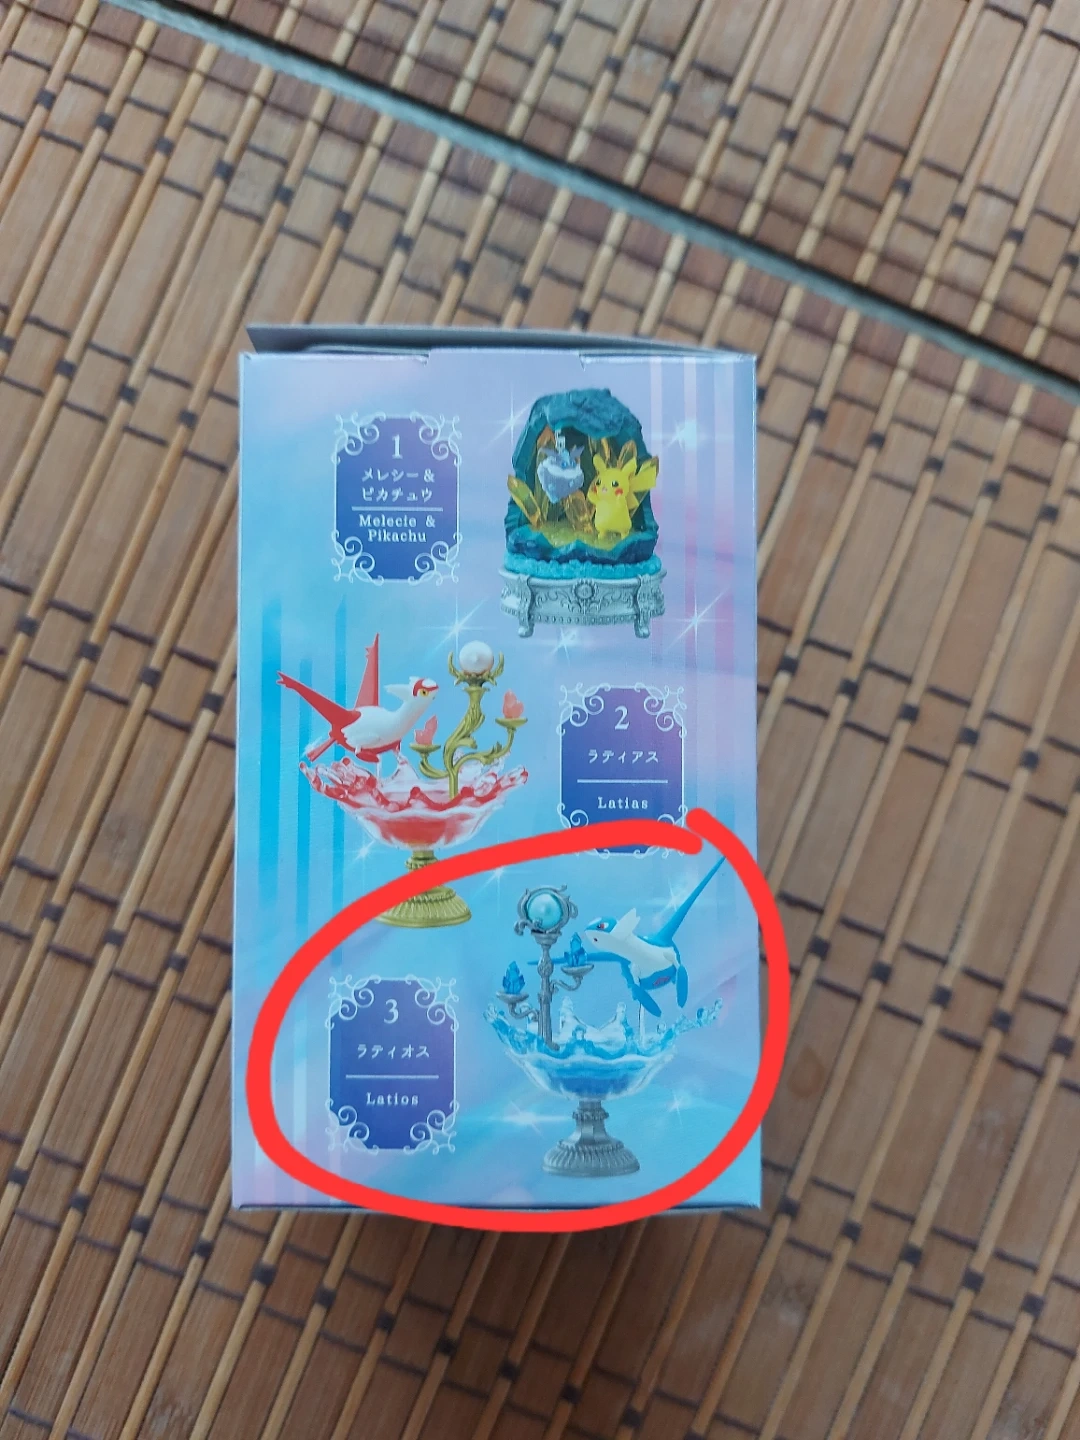 1
メレシー&
ピカチュウ
Melecie &
Pikachu
2
ラティアス
Latias
3
ラティオス
Latios